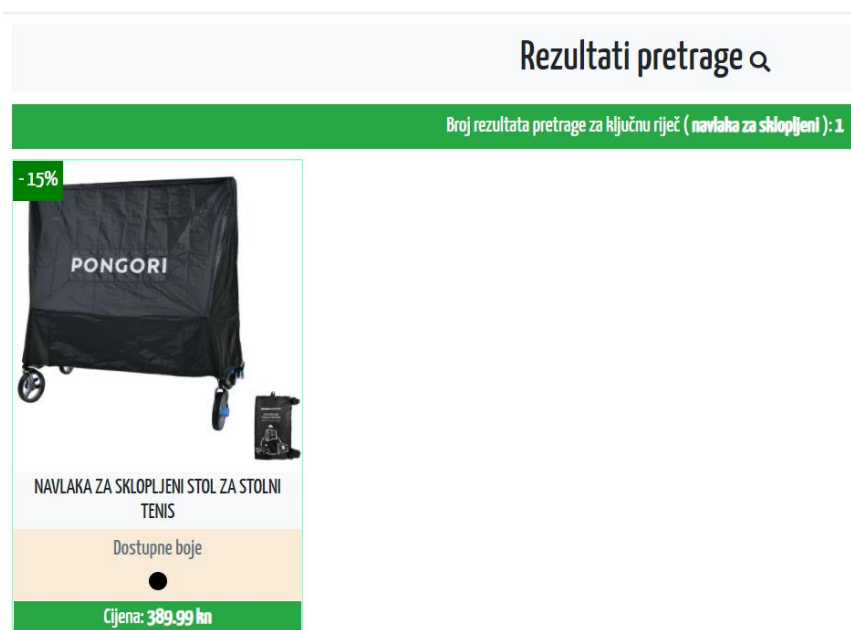 Rezultati pretrage
Broj rezultata pretrage za ključnu riječ ( navlaka za sklopljeni ): 1
- 15%
PONGORI
NAVLAKA ZA SKLOPLJENI STOL ZA STOLNI
TENIS
Dostupne boje
Cijena: 389.99 kn